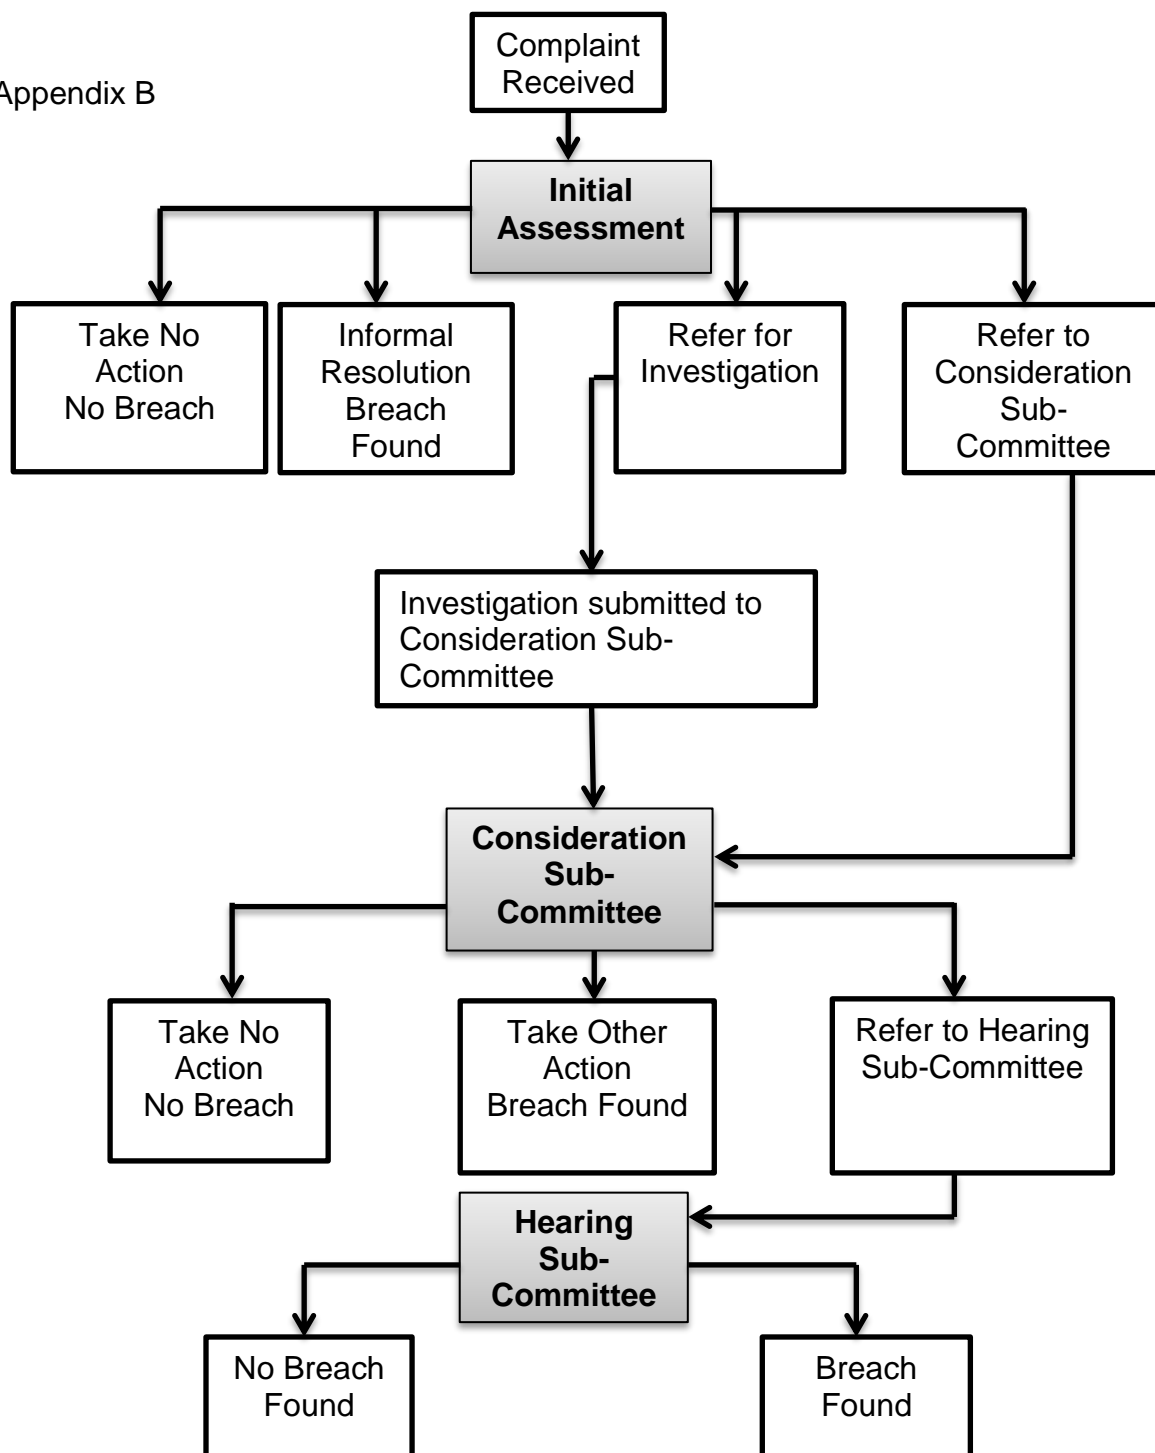 Complaint
Received
Appendix B
Initial
Assessment
Take No
Action
No Breach
Informal
Resolution
Breach
Found
Refer for
Investigation
Refer to
Consideration
Sub-
Committee
Investigation submitted to
Consideration Sub-
Committee
Consideration
Sub-
Committee
Take No
Action
No Breach
Take Other
Action
Breach Found
Refer to Hearing
Sub-Committee
Hearing
Sub-
Committee
No Breach
Found
Breach
Found